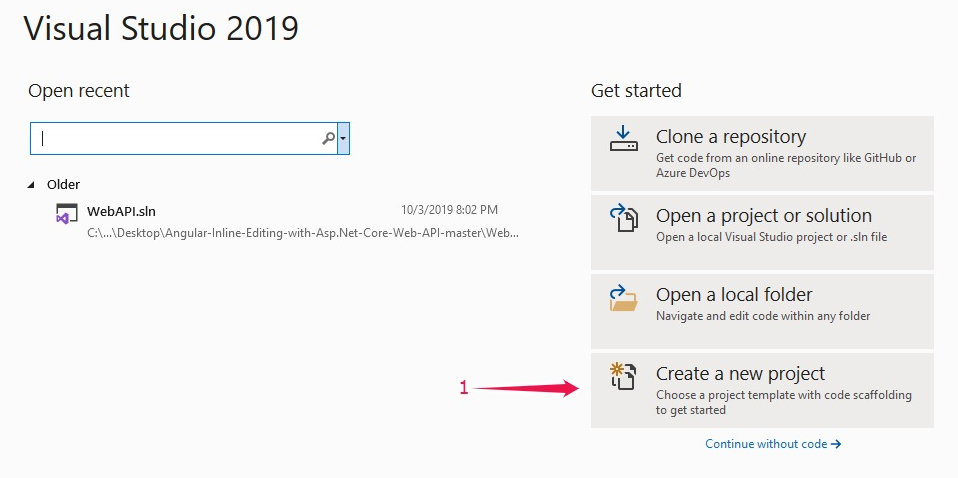 Visual Studio 2019
Open recent
Older
WebAPI.sln
10/3/2019 8:02 PM
C:\...\Desktop\Angular-Inline-Editing-with-Asp.Net-Core-Web-API-master\Web...
Get started
Clone a repository
Get code from an online repository like GitHub or
Azure DevOps
Open a project or solution
Open a local Visual Studio project or .sln file
Open a local folder
Navigate and edit code within any folder
1
Create a new project
Choose a project template with code scaffolding
to get started
Continue without code →